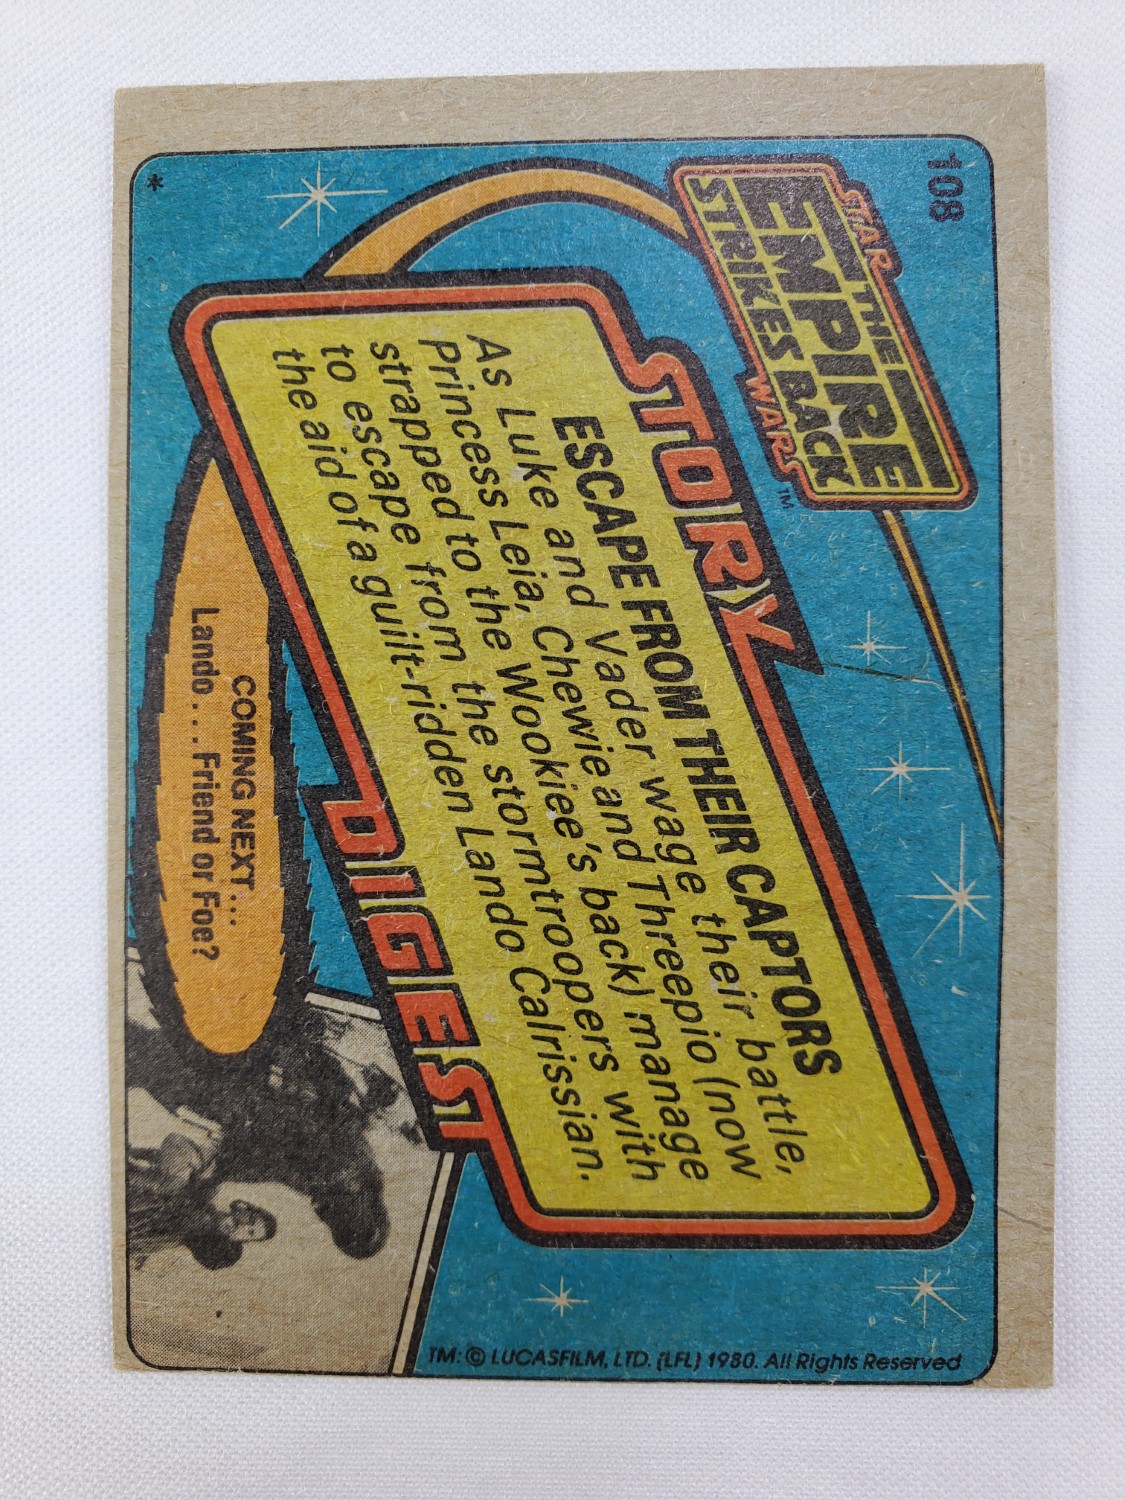 108
STAR
THE
EMPIRE
STRIKES BACK
WARS™
STORY
ESCAPE FROM THEIR CAPTORS
As Luke and Vader wage their battle,
Princess Leia, Chewie and Threepio (now
strapped to the Wookiee's back) manage
to escape from the stormtroopers with
the aid of a guilt-ridden Lando Calrissian.
DIGEST
COMING NEXT...
Lando... Friend or Foe?
*
TM: © LUCASFILM, LTD. (LFL) 1980. All Rights Reserved